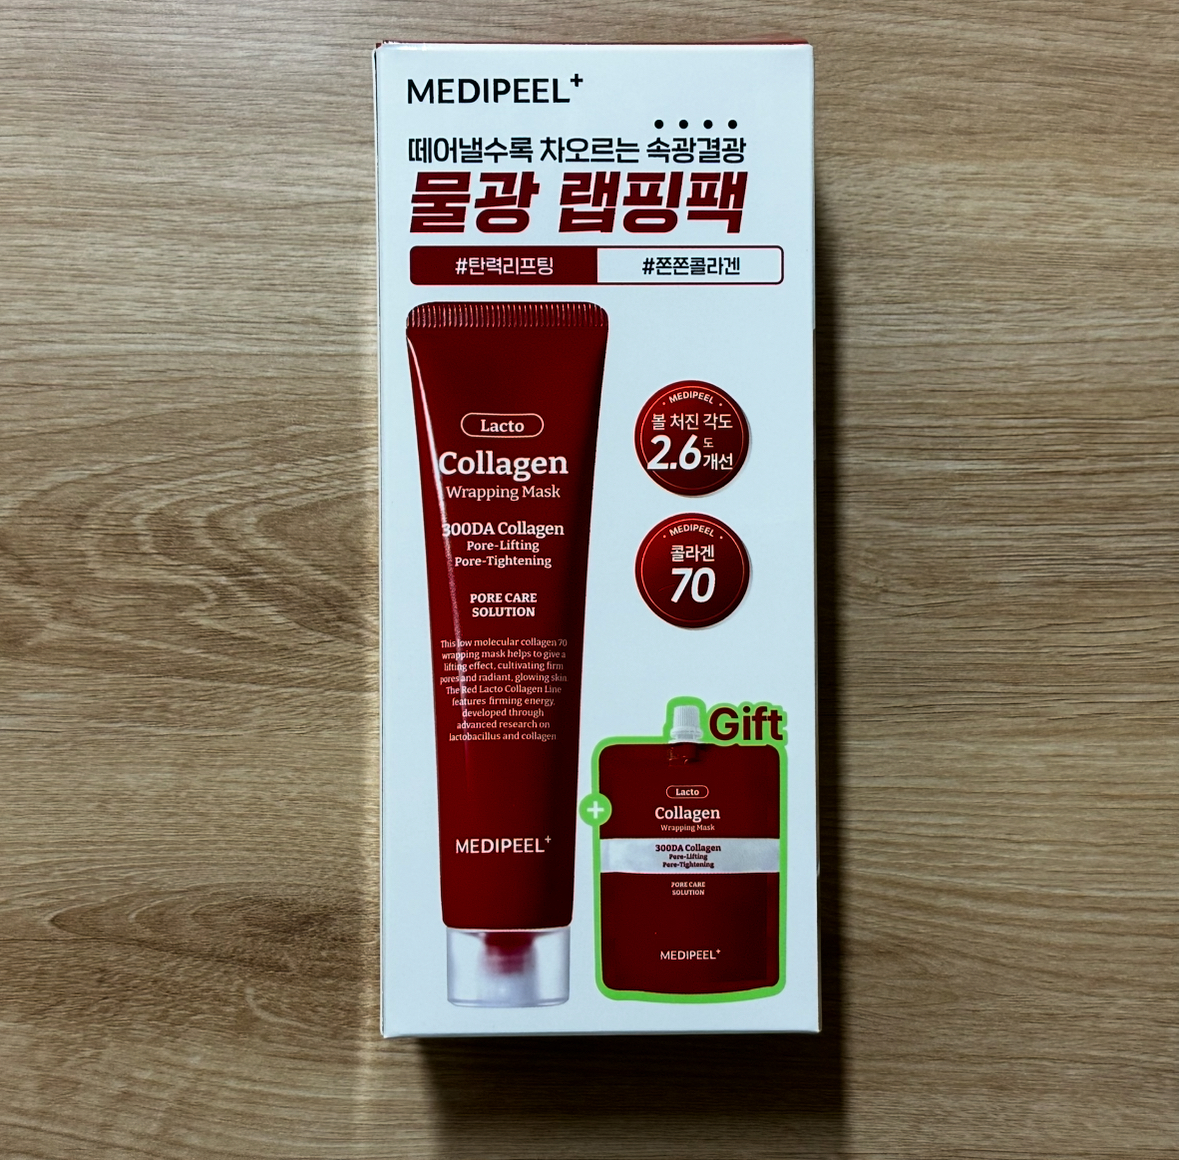 MEDIPEEL+
떼어낼수록 차오르는 속광결광
물광 랩핑팩
#탄력리프팅 #쫀쫀콜라겐
Lacto
Collagen
Wrapping Mask
300DA Collagen
Pore-Lifting
Pore-Tightening
PORE CARE
SOLUTION
This low molecular collagen 70
wrapping mask helps to give a
lifting effect, cultivating firm
pores and radiant, glowing skin
The Red Lacto Collagen Line
features firming energy,
developed through
advanced research on
lactobacillus and collagen
MEDIPEEL+
MEDIPEEL
볼 처진 각도
2.6도 개선
MEDIPEEL
콜라겐
70
Gift
+
Lacto
Collagen
Wrapping Mask
300DA Collagen
Pore-Lifting
Pore-Tightening
PORE CARE
SOLUTION
MEDIPEEL+